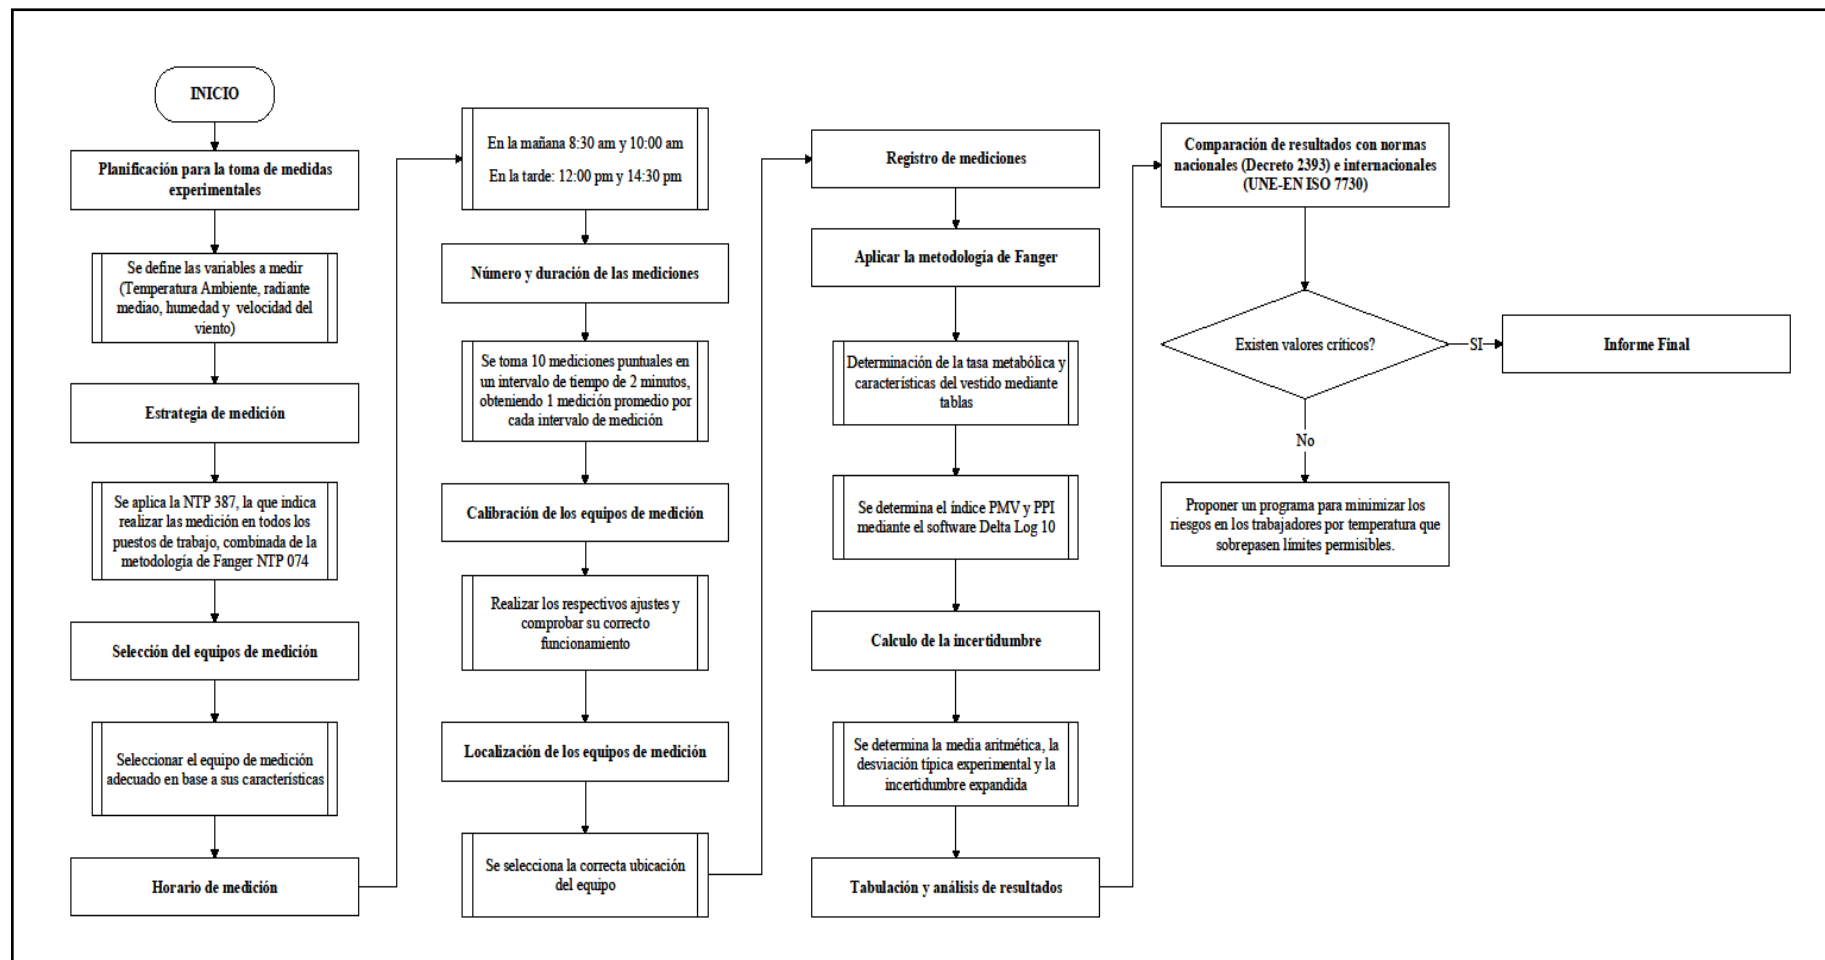 INICIO
Planificación para la toma de medidas
experimentales
Se define las variables a medir
(Temperatura Ambiente, radiante
mediao, humedad y velocidad del
viento)
Estrategia de medición
Se aplica la NTP 387, la que indica
realizar las medición en todos los
puestos de trabajo, combinada de la
metodología de Fanger NTP 074
Selección del equipos de medición
Seleccionar el equipo de medición
adecuado en base a sus características
Horario de medición
En la mañana 8:30 am y 10:00 am
En la tarde: 12:00 pm y 14:30 pm
Número y duración de las mediciones
Se toma 10 mediciones puntuales en
un intervalo de tiempo de 2 minutos,
obteniendo 1 medición promedio por
cada intervalo de medición
Calibración de los equipos de medición
Realizar los respectivos ajustes y
comprobar su correcto
funcionamiento
Localización de los equipos de medición
Se selecciona la correcta ubicación
del equipo
Registro de mediciones
Aplicar la metodología de Fanger
Determinación de la tasa metabólica y
características del vestido mediante
tablas
Se determina el índice PMV y PPI
mediante el software Delta Log 10
Calculo de la incertidumbre
Se determina la media aritmética, la
desviación típica experimental y la
incertidumbre expandida
Tabulación y análisis de resultados
Comparación de resultados con normas
nacionales (Decreto 2393) e internacionales
(UNE-EN ISO 7730)
Existen valores críticos?
SI
Informe Final
No
Proponer un programa para minimizar los
riesgos en los trabajadores por temperatura que
sobrepasen límites permisibles.